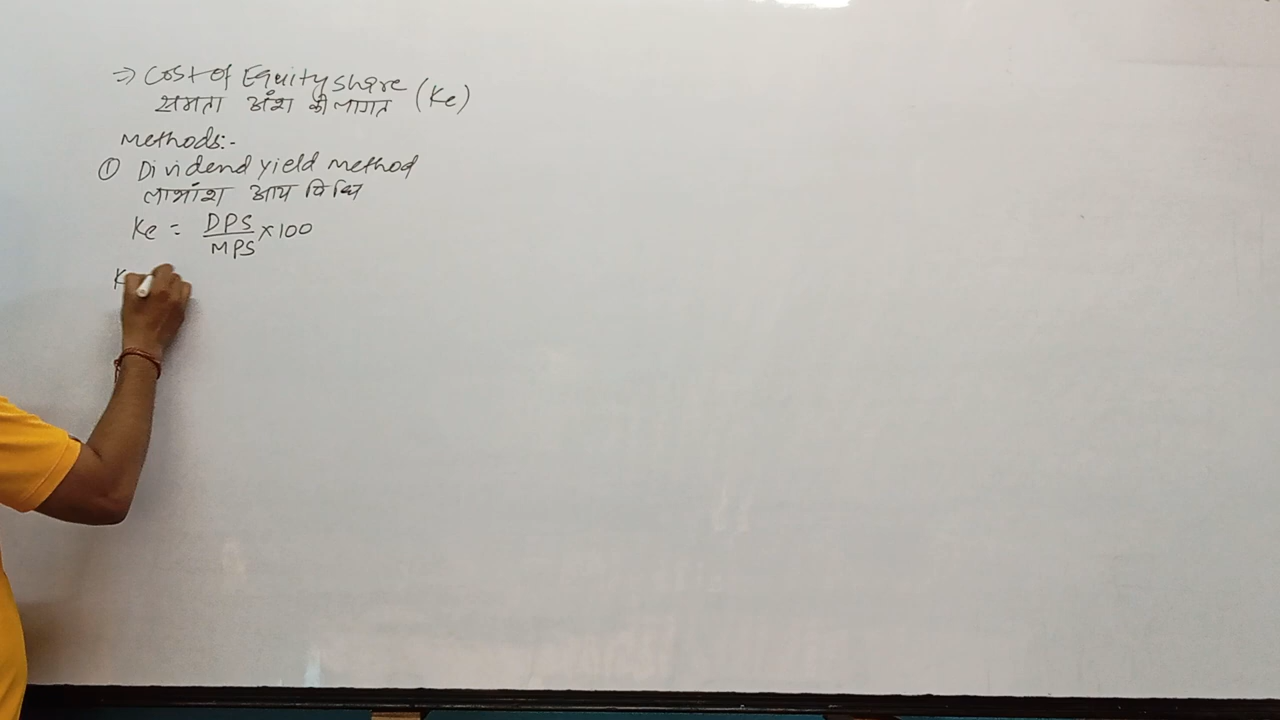 ⇒ Cost of Equity share (Ke)
समता अंश की लागत
Methods:-
① Dividend yield method
लाभांश आय विधि
Ke = DPS/MPS × 100
K